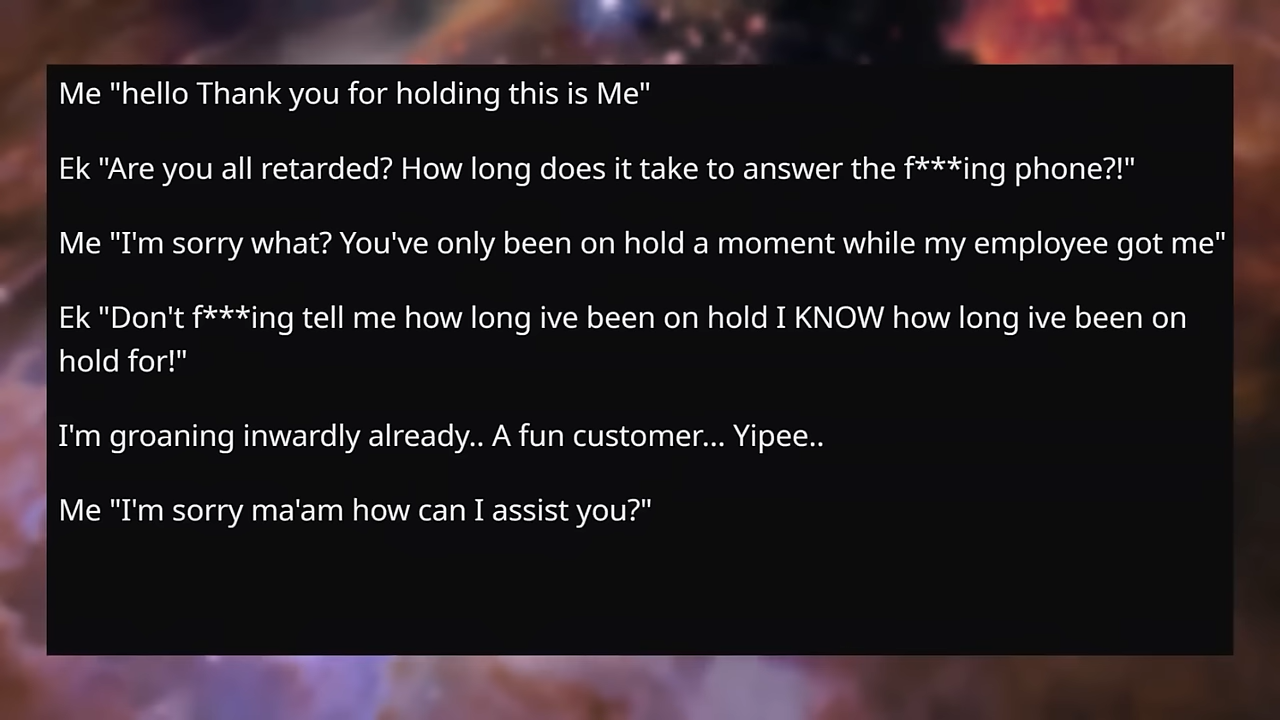 Me "hello Thank you for holding this is Me"
Ek "Are you all retarded? How long does it take to answer the f***ing phone?!"
Me "I'm sorry what? You've only been on hold a moment while my employee got me"
Ek "Don't f***ing tell me how long ive been on hold I KNOW how long ive been on
hold for!"
I'm groaning inwardly already.. A fun customer... Yipee..
Me "I'm sorry ma'am how can I assist you?"